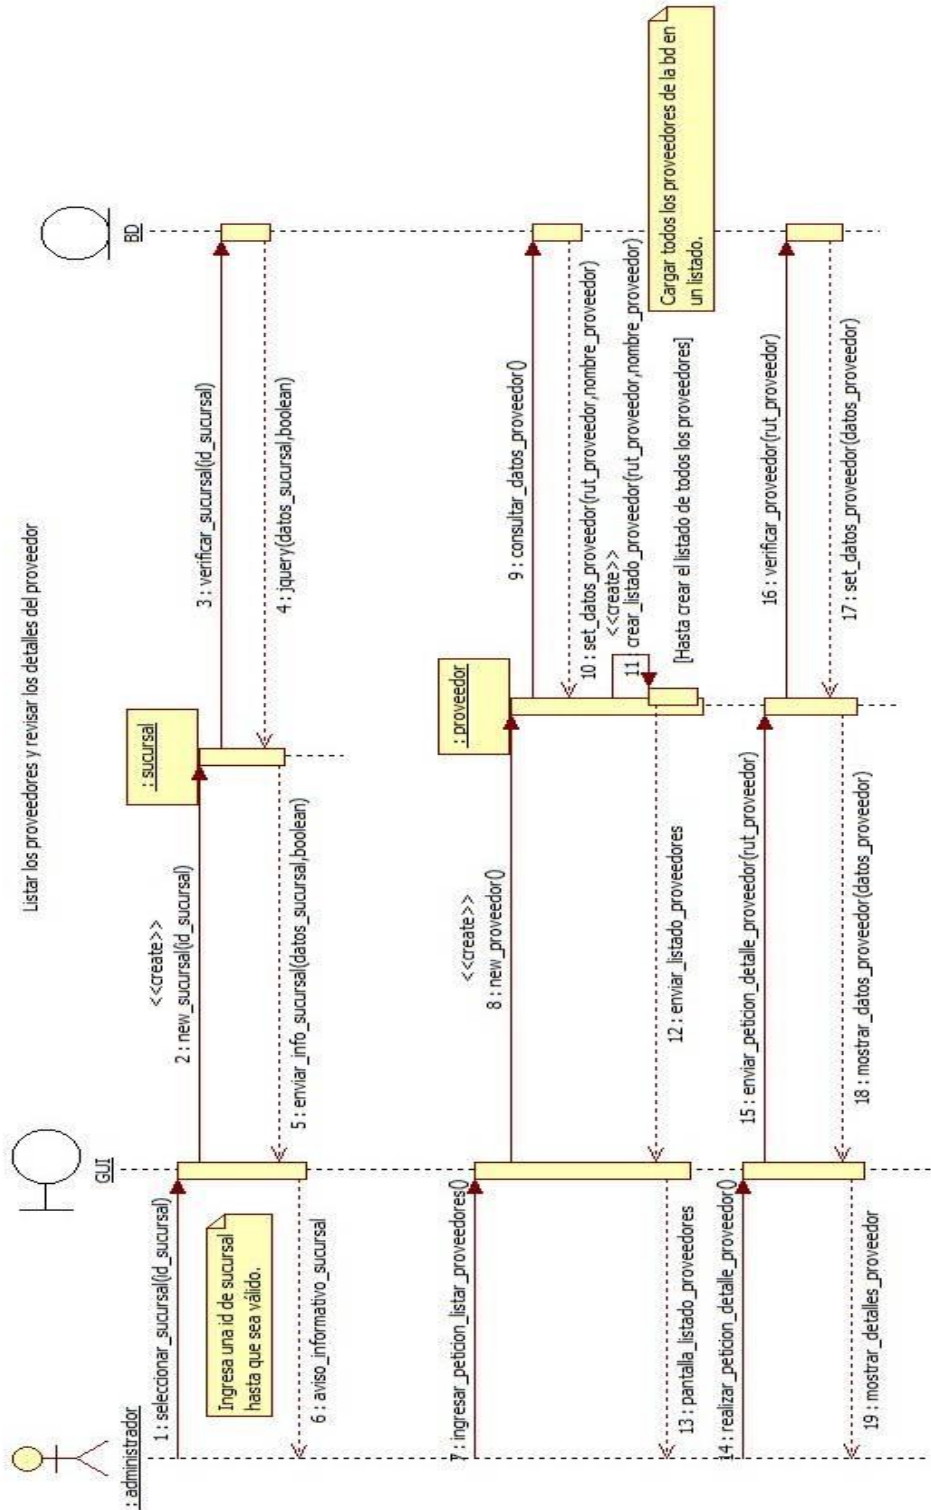 Listar los proveedores y revisar los detalles del proveedor
: administrador
GUI
BD
1 : seleccionar_sucursal(id_sucursal)
Ingresa una id de sucursal
hasta que sea válido.
<<create>>
2 : new_sucursal(id_sucursal)
: sucursal
3 : verificar_sucursal(id_sucursal)
4 : jquery(datos_sucursal,boolean)
5 : enviar_info_sucursal(datos_sucursal,boolean)
6 : aviso_informativo_sucursal
7 : ingresar_peticion_listar_proveedores()
<<create>>
8 : new_proveedor()
: proveedor
9 : consultar_datos_proveedor()
10 : set_datos_proveedor(rut_proveedor,nombre_proveedor)
<<create>>
11 : crear_listado_proveedor(rut_proveedor,nombre_proveedor)
[Hasta crear el listado de todos los proveedores]
Cargar todos los proveedores de la bd en
un listado.
12 : enviar_listado_proveedores
13 : pantalla_listado_proveedores
14 : realizar_peticion_detalle_proveedor()
15 : enviar_peticion_detalle_proveedor(rut_proveedor)
16 : verificar_proveedor(rut_proveedor)
17 : set_datos_proveedor(datos_proveedor)
18 : mostrar_datos_proveedor(datos_proveedor)
19 : mostrar_detalles_proveedor